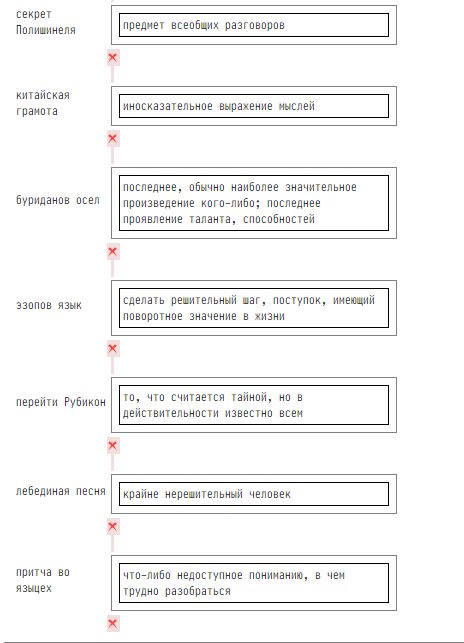 секрет
Полишинеля
предмет всеобщих разговоров
китайская
грамота
иносказательное выражение мыслей
буриданов осел
последнее, обычно наиболее значительное
произведение кого-либо; последнее
проявление таланта, способностей
эзопов язык
сделать решительный шаг, поступок, имеющий
поворотное значение в жизни
перейти Рубикон
то, что считается тайной, но в
действительности известно всем
лебединая песня
крайне нерешительный человек
притча во
языцех
что-либо недоступное пониманию, в чем
трудно разобраться